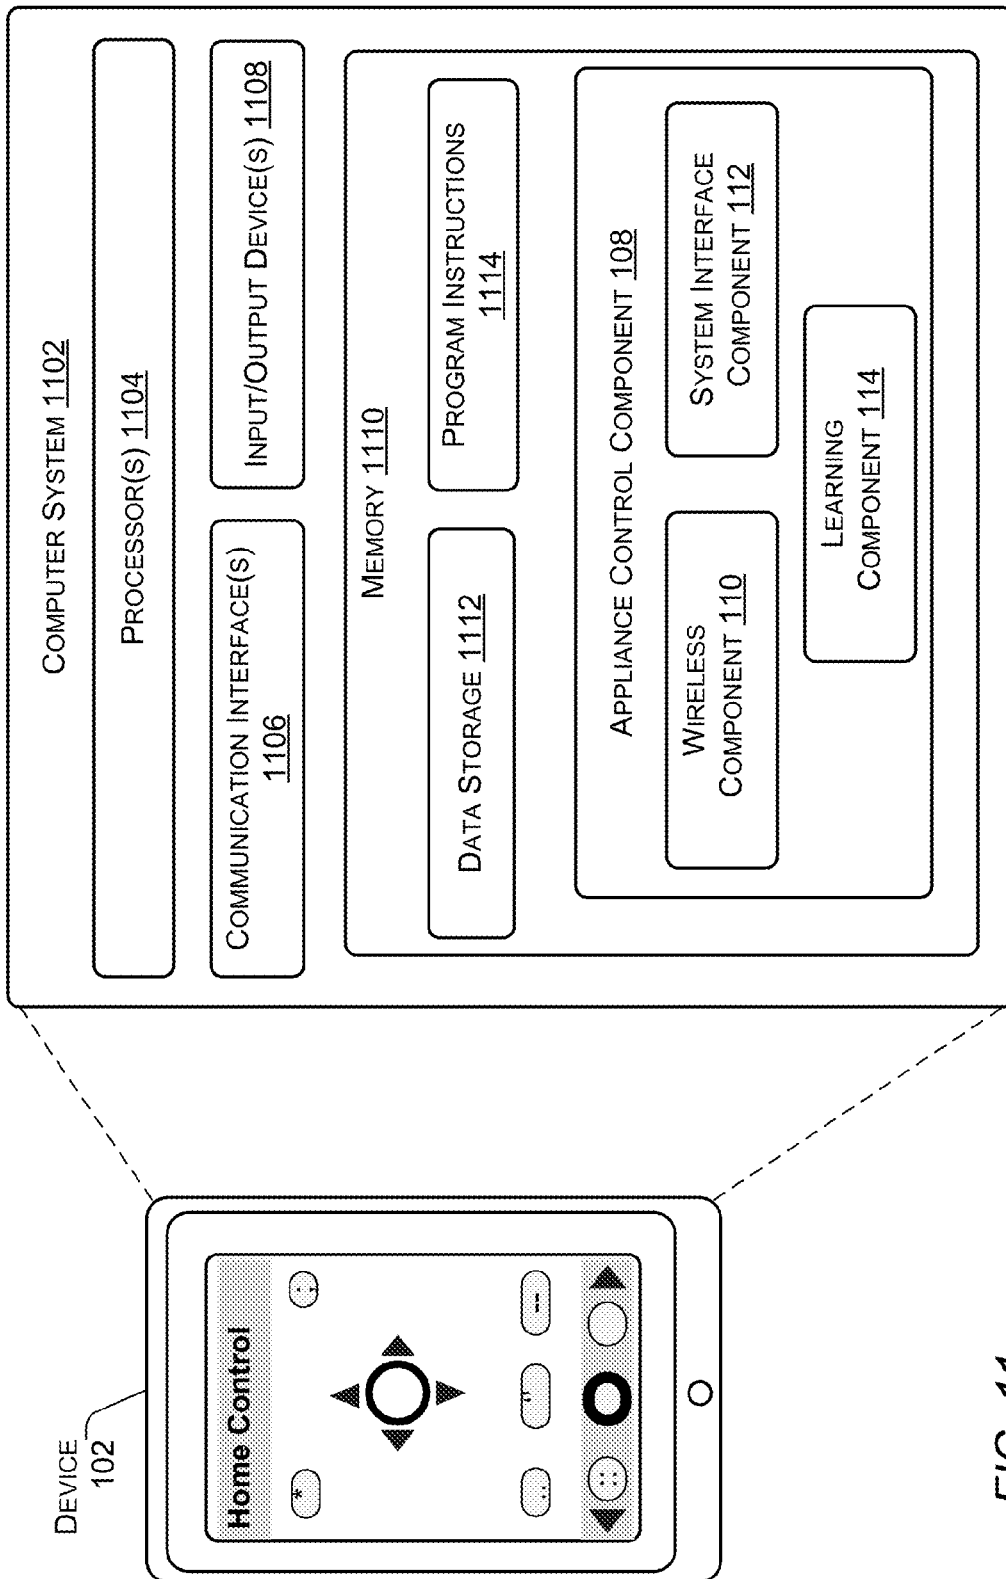 DEVICE
102
Home Control
*
:
..
"
--
::
COMPUTER SYSTEM 1102
PROCESSOR(S) 1104
COMMUNICATION INTERFACE(S)
1106
INPUT/OUTPUT DEVICE(S) 1108
MEMORY 1110
DATA STORAGE 1112
PROGRAM INSTRUCTIONS
1114
APPLIANCE CONTROL COMPONENT 108
WIRELESS
COMPONENT 110
SYSTEM INTERFACE
COMPONENT 112
LEARNING
COMPONENT 114
FIG. 11